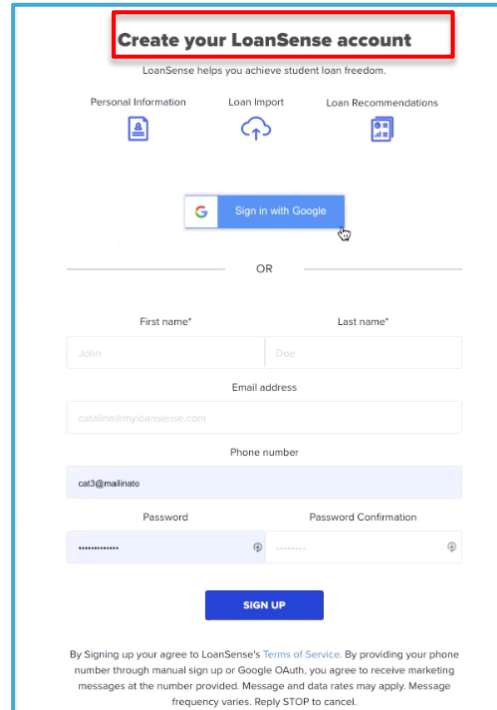 Create your LoanSense account
LoanSense helps you achieve student loan freedom.
Personal Information Loan Import Loan Recommendations
G Sign in with Google
OR
First name* Last name*
John Doe
Email address
catalina@myloansense.com
Phone number
cat3@mailinato
Password Password Confirmation
SIGN UP
By Signing up your agree to LoanSense's Terms of Service. By providing your phone
number through manual sign up or Google OAuth, you agree to receive marketing
messages at the number provided. Message and data rates may apply. Message
frequency varies. Reply STOP to cancel.